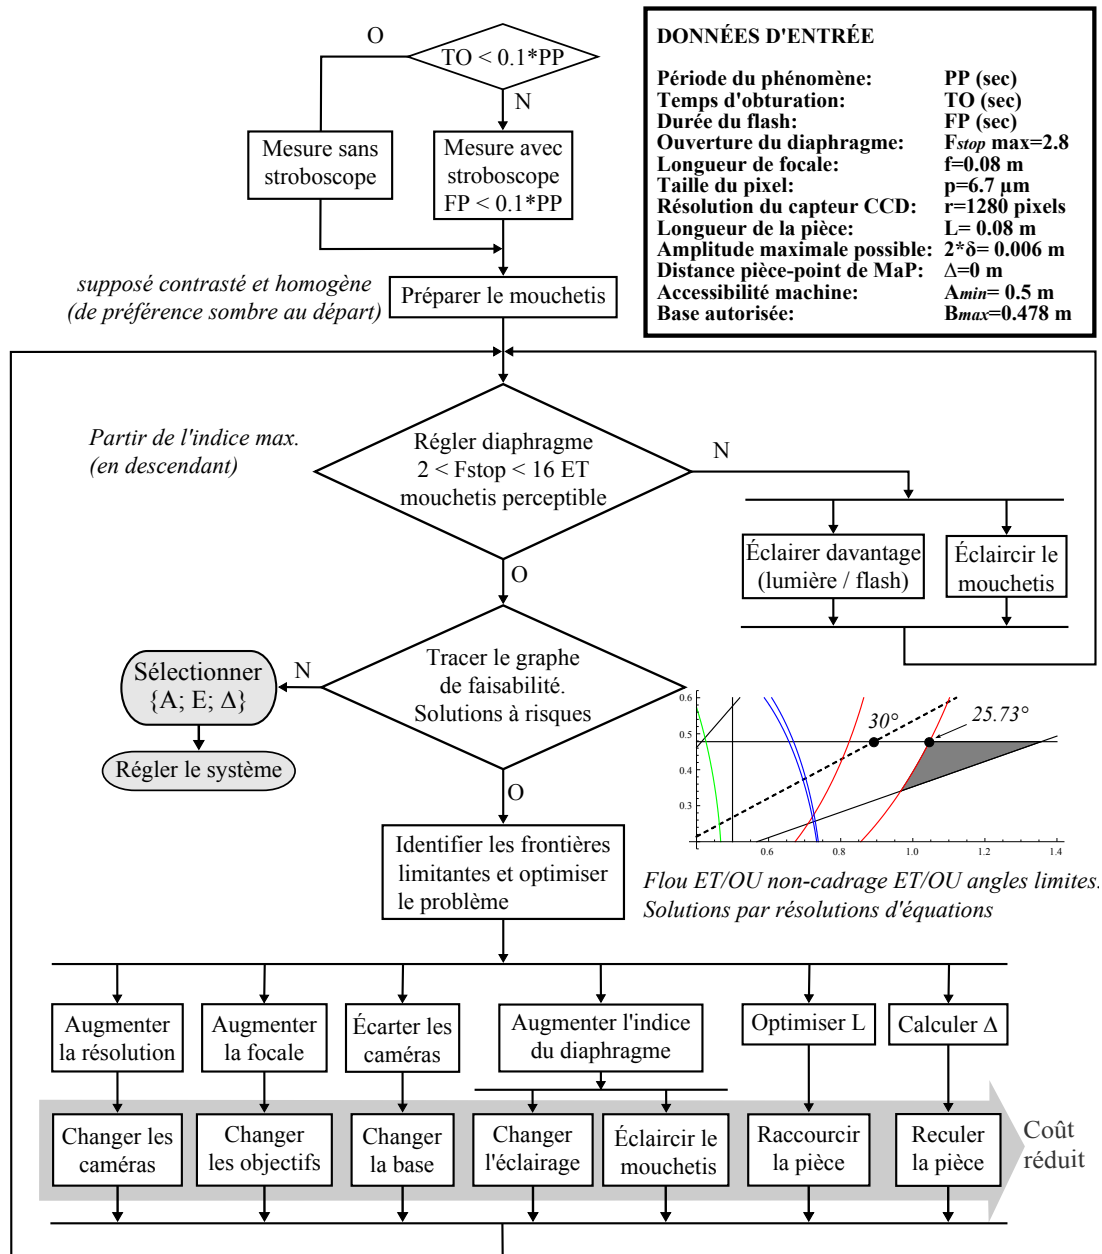 O
TO < 0.1*PP
N
Mesure sans
stroboscope
Mesure avec
stroboscope
FP < 0.1*PP
DONNÉES D'ENTRÉE
Période du phénomène: PP (sec)
Temps d'obturation: TO (sec)
Durée du flash: FP (sec)
Ouverture du diaphragme: Fstop max=2.8
Longueur de focale: f=0.08 m
Taille du pixel: p=6.7 µm
Résolution du capteur CCD: r=1280 pixels
Longueur de la pièce: L= 0.08 m
Amplitude maximale possible: 2*δ= 0.006 m
Distance pièce-point de MaP: Δ=0 m
Accessibilité machine: Amin= 0.5 m
Base autorisée: Bmax=0.478 m
supposé contrasté et homogène
(de préférence sombre au départ)
Préparer le mouchetis
Partir de l'indice max.
(en descendant)
Régler diaphragme
2 < Fstop < 16 ET
mouchetis perceptible
N
O
Éclairer davantage
(lumière / flash)
Éclaircir le
mouchetis
Tracer le graphe
de faisabilité.
Solutions à risques
N
Sélectionner
{A; E; Δ}
Régler le système
O
0.6
0.5
0.4
0.3
0.6
0.8
1.0
1.2
1.4
30°
25.73°
Flou ET/OU non-cadrage ET/OU angles limites.
Solutions par résolutions d'équations
Identifier les frontières
limitantes et optimiser
le problème
Augmenter
la résolution
Augmenter
la focale
Écarter les
caméras
Augmenter l'indice
du diaphragme
Optimiser L
Calculer Δ
Changer les
caméras
Changer
les objectifs
Changer
la base
Changer
l'éclairage
Éclaircir le
mouchetis
Raccourcir
la pièce
Reculer
la pièce
Coût
réduit